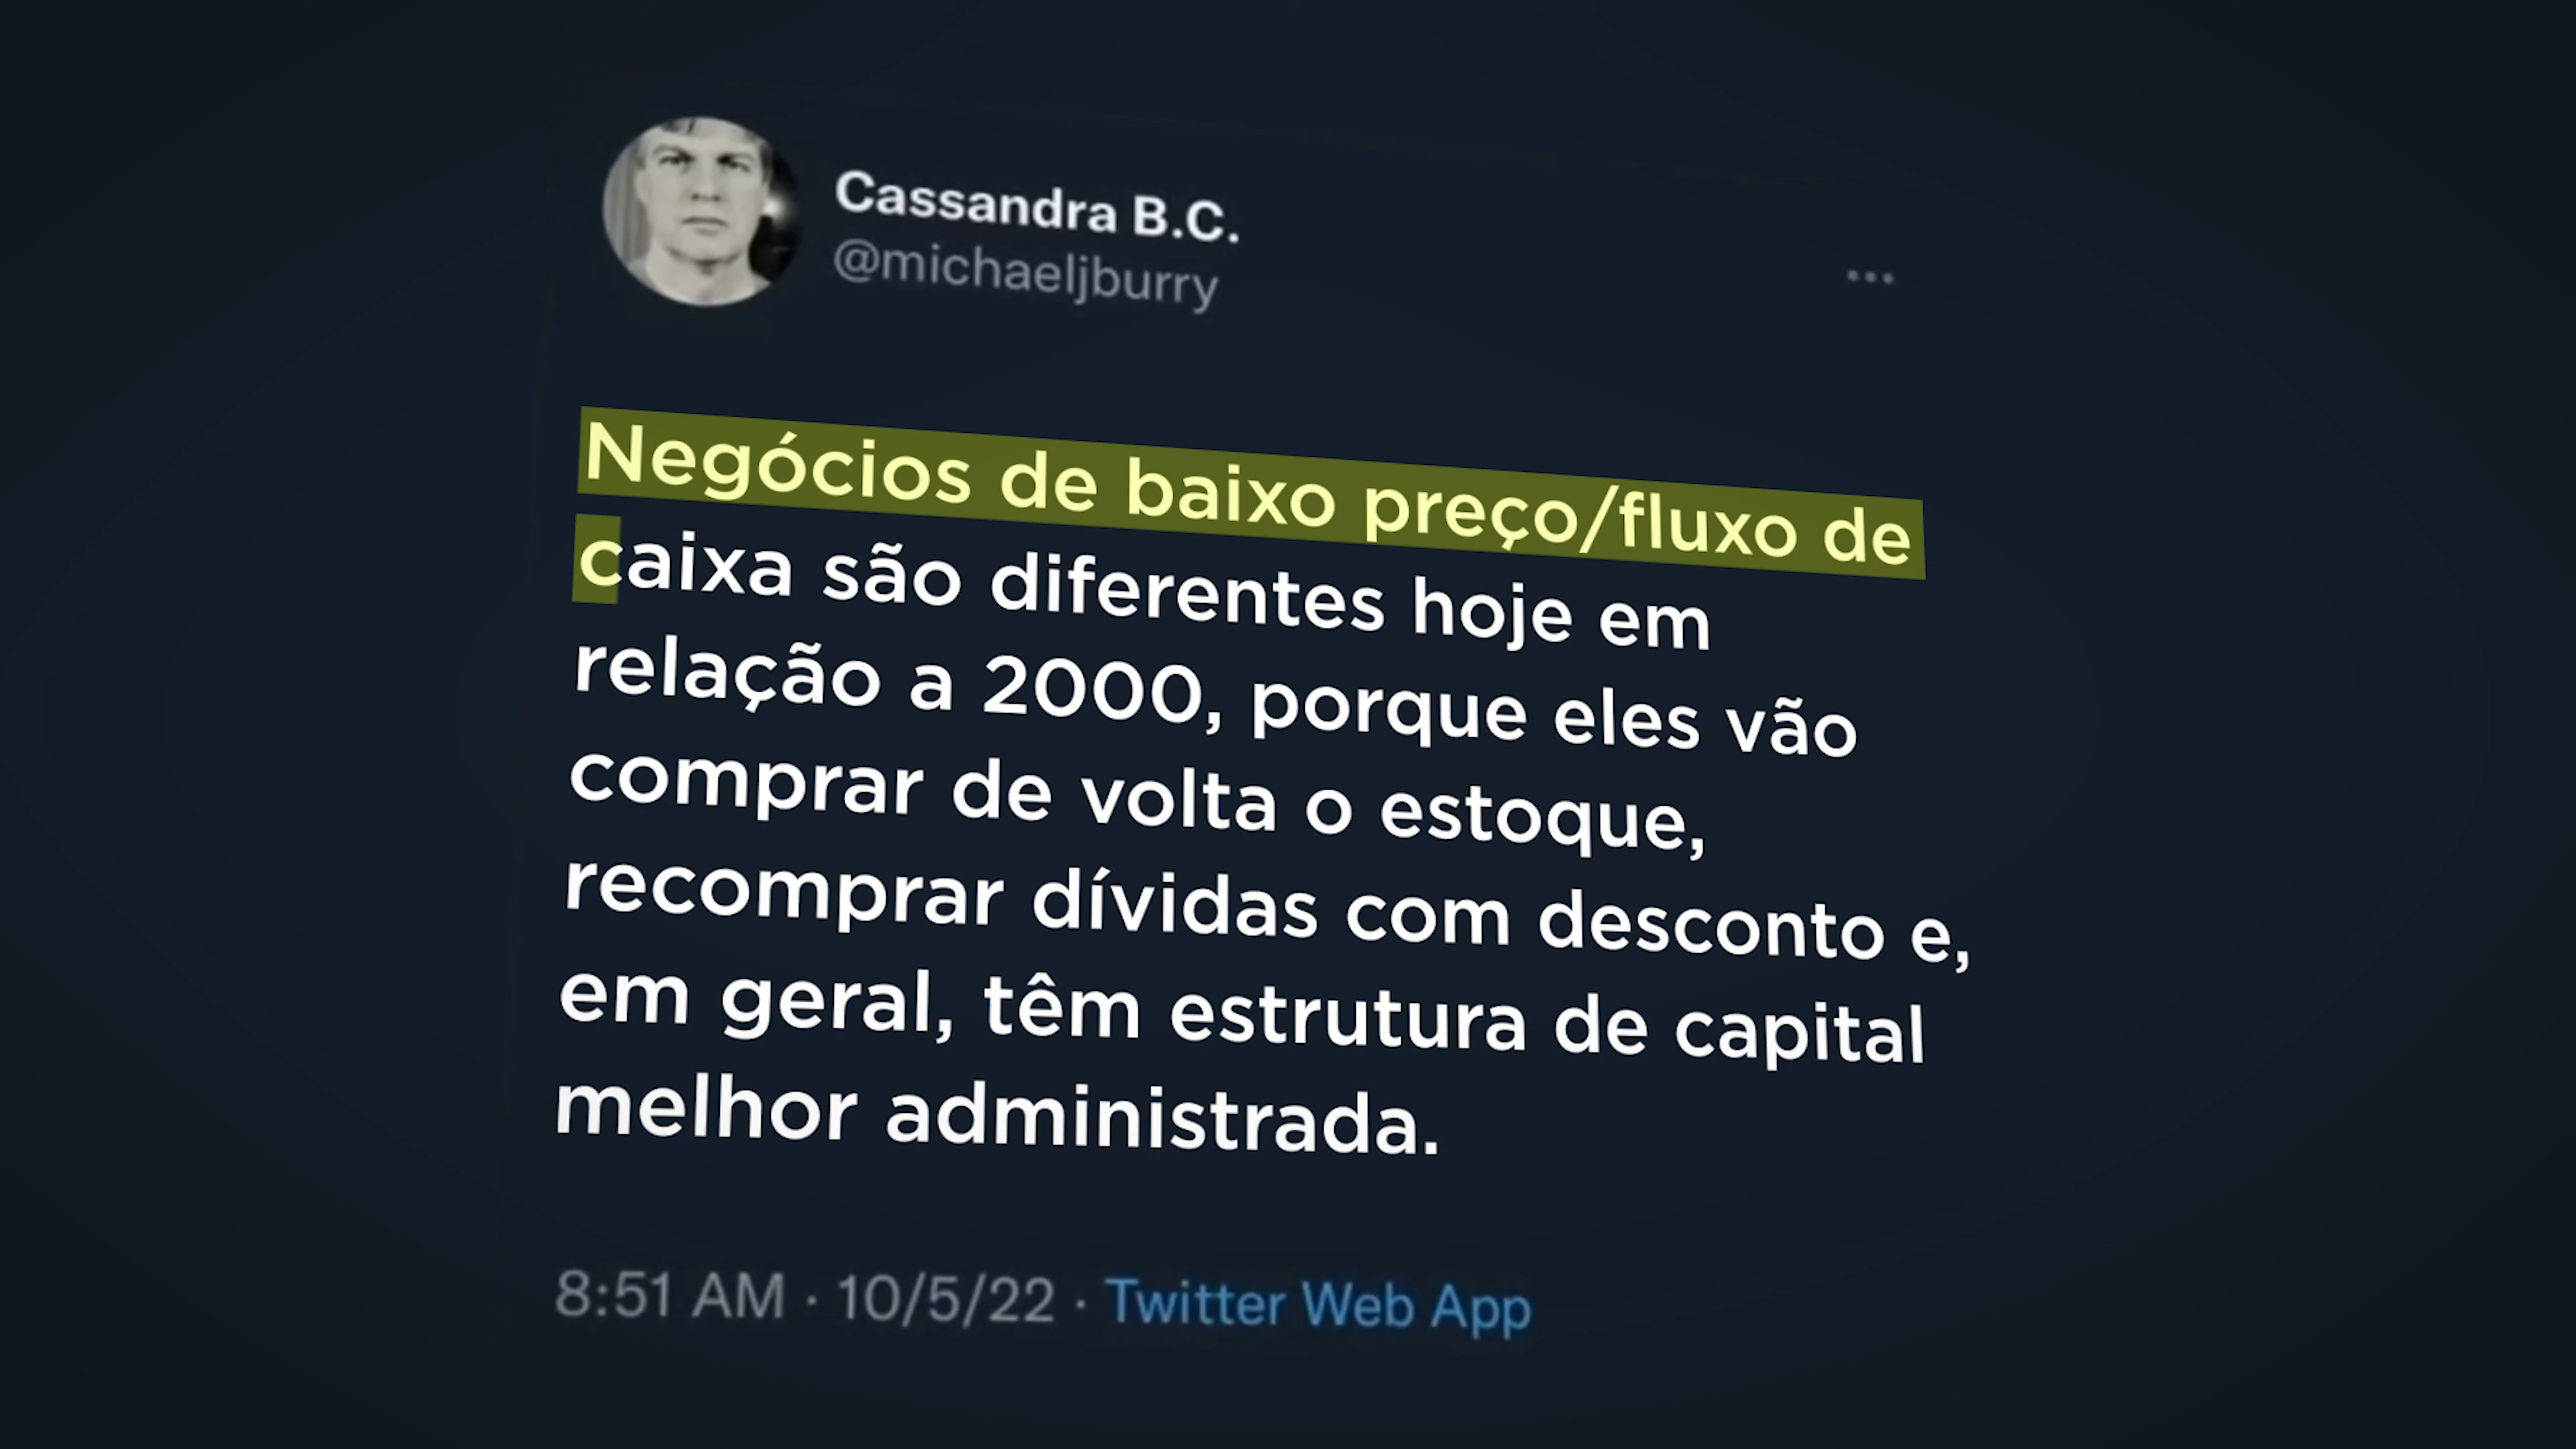 Cassandra B.C.
@michaeljburry
...
Negócios de baixo preço/fluxo de
caixa são diferentes hoje em
relação a 2000, porque eles vão
comprar de volta o estoque,
recomprar dívidas com desconto e,
em geral, têm estrutura de capital
melhor administrada.
8:51 AM · 10/5/22 · Twitter Web App